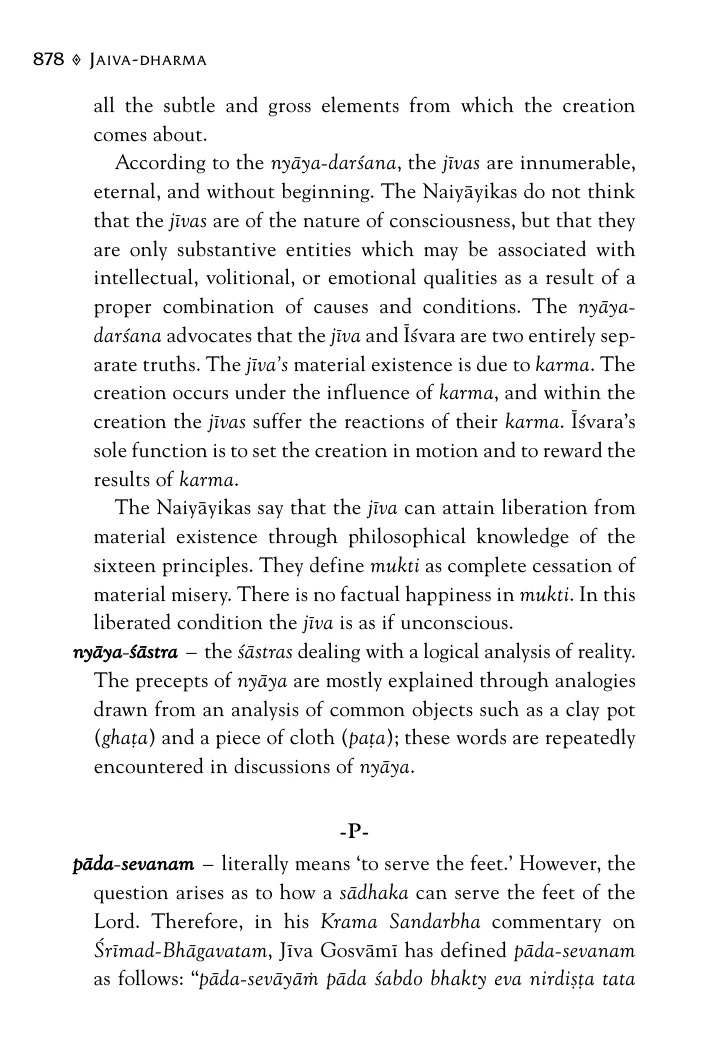 878 ◊ JAIVA-DHARMA
all the subtle and gross elements from which the creation
comes about.
According to the nyāya-darśana, the jīvas are innumerable,
eternal, and without beginning. The Naiyāyikas do not think
that the jīvas are of the nature of consciousness, but that they
are only substantive entities which may be associated with
intellectual, volitional, or emotional qualities as a result of a
proper combination of causes and conditions. The nyāya-
darśana advocates that the jīva and Īśvara are two entirely sep-
arate truths. The jīva’s material existence is due to karma. The
creation occurs under the influence of karma, and within the
creation the jīvas suffer the reactions of their karma. Īśvara’s
sole function is to set the creation in motion and to reward the
results of karma.
The Naiyāyikas say that the jīva can attain liberation from
material existence through philosophical knowledge of the
sixteen principles. They define mukti as complete cessation of
material misery. There is no factual happiness in mukti. In this
liberated condition the jīva is as if unconscious.
nyāya-śāstra – the śāstras dealing with a logical analysis of reality.
The precepts of nyāya are mostly explained through analogies
drawn from an analysis of common objects such as a clay pot
(ghaṭa) and a piece of cloth (paṭa); these words are repeatedly
encountered in discussions of nyāya.
-P-
pāda-sevanam – literally means ‘to serve the feet.’ However, the
question arises as to how a sādhaka can serve the feet of the
Lord. Therefore, in his Krama Sandarbha commentary on
Śrīmad-Bhāgavatam, Jīva Gosvāmī has defined pāda-sevanam
as follows: “pāda-sevāyāṁ pāda śabdo bhakty eva nirdiṣṭa tata